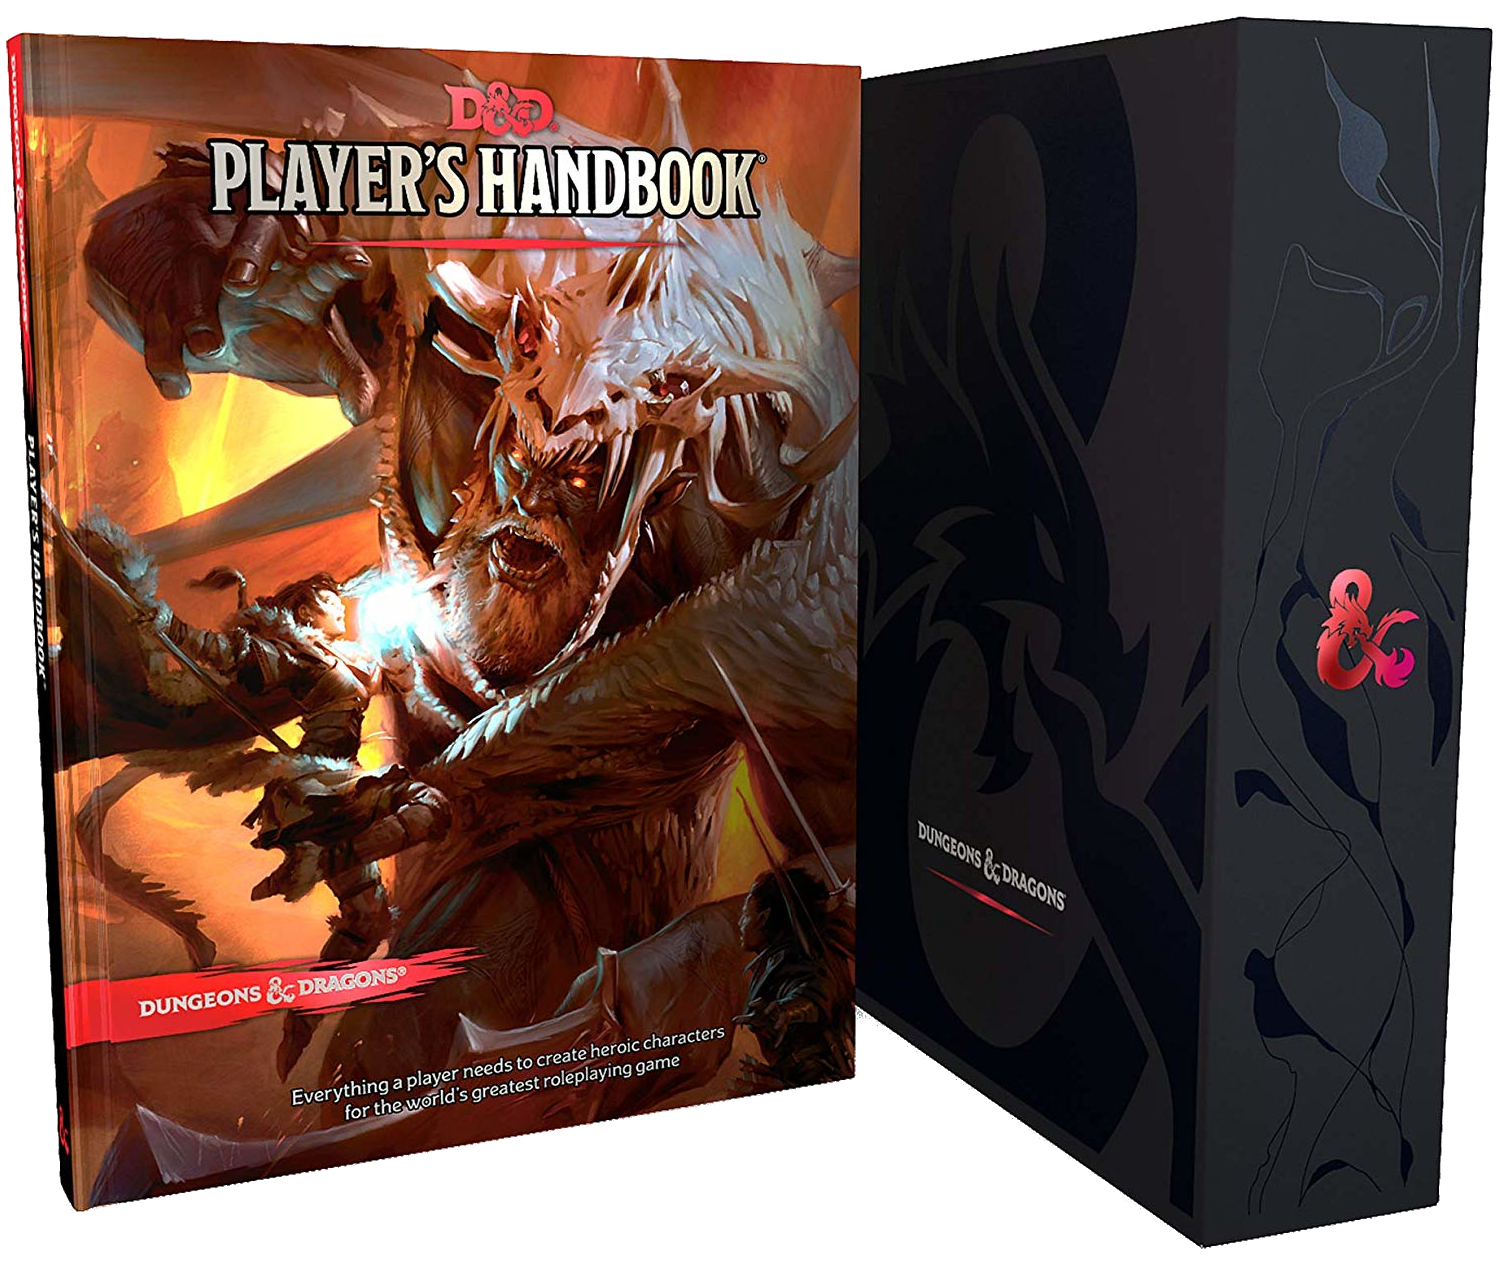 D&D®
PLAYER'S HANDBOOK®
DUNGEONS & DRAGONS®
Everything a player needs to create heroic characters
for the world's greatest roleplaying game
DUNGEONS & DRAGONS
PLAYER'S HANDBOOK
&
DUNGEONS & DRAGONS®
&